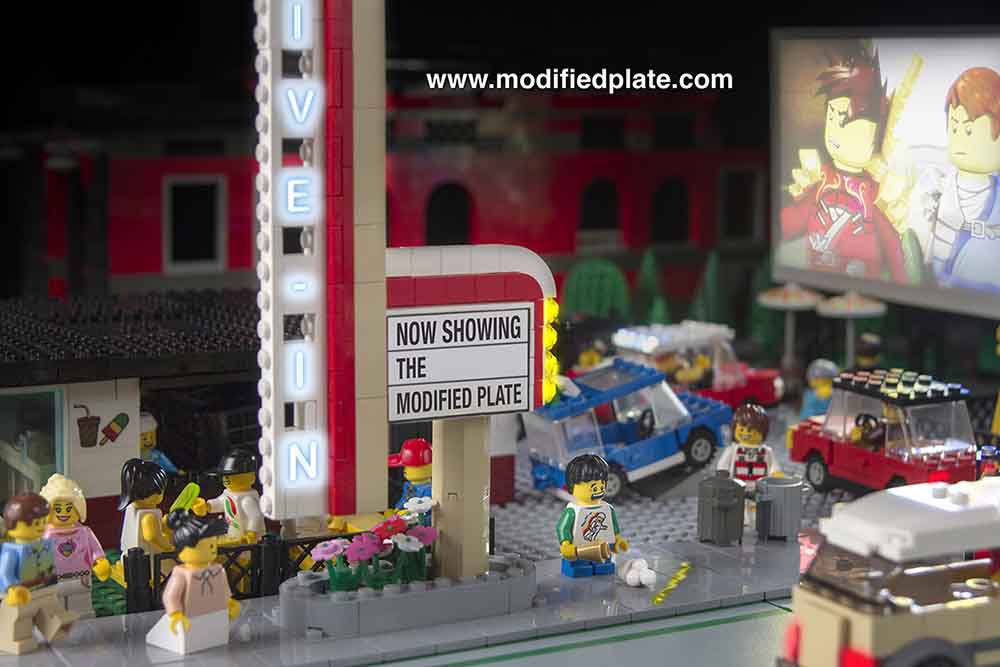 www.modifiedplate.com
IVE-IN
NOW SHOWING
THE
MODIFIED PLATE